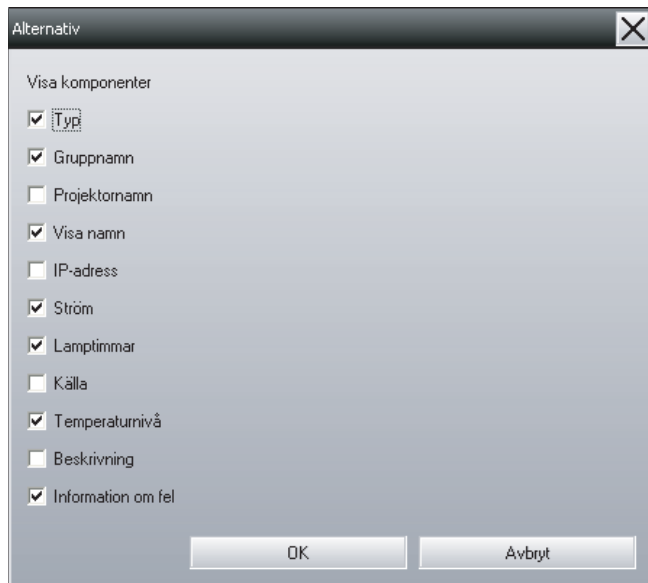 Alternativ
Visa komponenter
Typ
Gruppnamn
Projektornamn
Visa namn
IP-adress
Ström
Lamptimmar
Källa
Temperaturnivå
Beskrivning
Information om fel
OK Avbryt